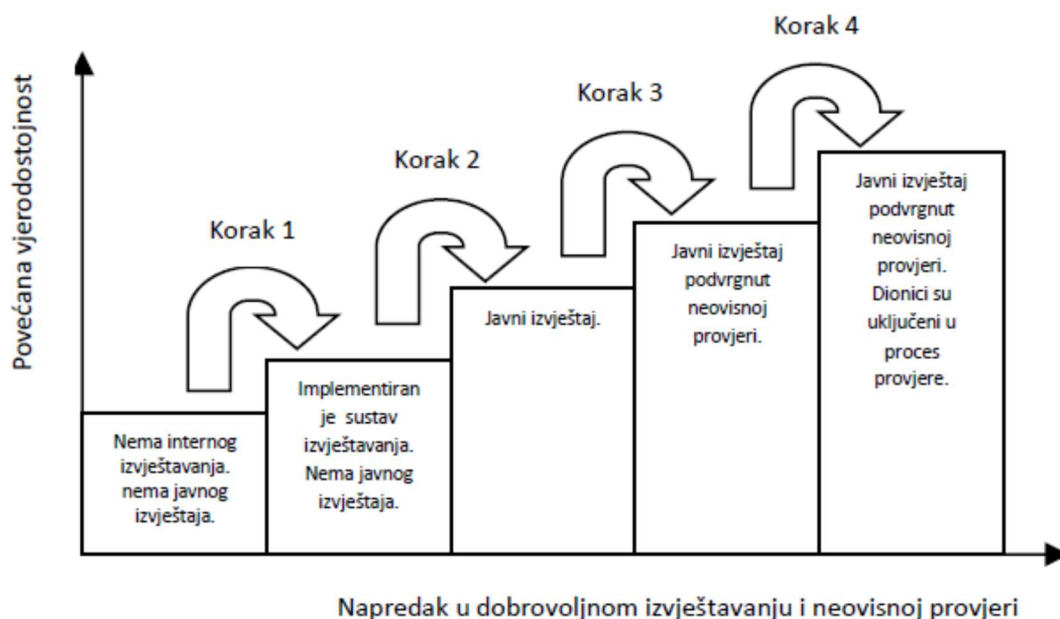 Povećana vjerodostojnost
Korak 1
Korak 2
Korak 3
Korak 4
Nema internog
izvještavanja.
nema javnog
izvještaja.
Implementiran
je sustav
izvještavanja.
Nema javnog
izvještaja.
Javni izvještaj.
Javni izvještaj
podvrgnut
neovisnoj
provjeri.
Javni izvještaj
podvrgnut
neovisnoj
provjeri.
Dionici su
uključeni u
proces
provjere.
Napredak u dobrovoljnom izvještavanju i neovisnoj provjeri